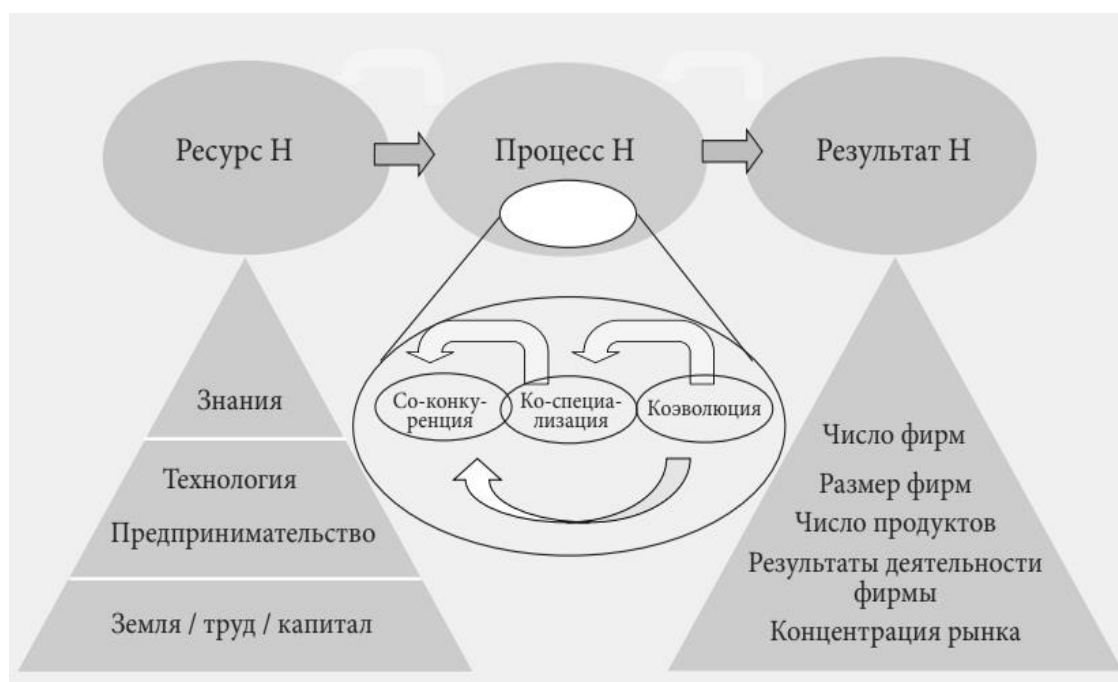 Ресурс Н
Процесс Н
Результат Н
Знания
Технология
Предпринимательство
Земля / труд / капитал
Со-конку-
ренция
Ко-специа-
лизация
Коэволюция
Число фирм
Размер фирм
Число продуктов
Результаты деятельности
фирмы
Концентрация рынка